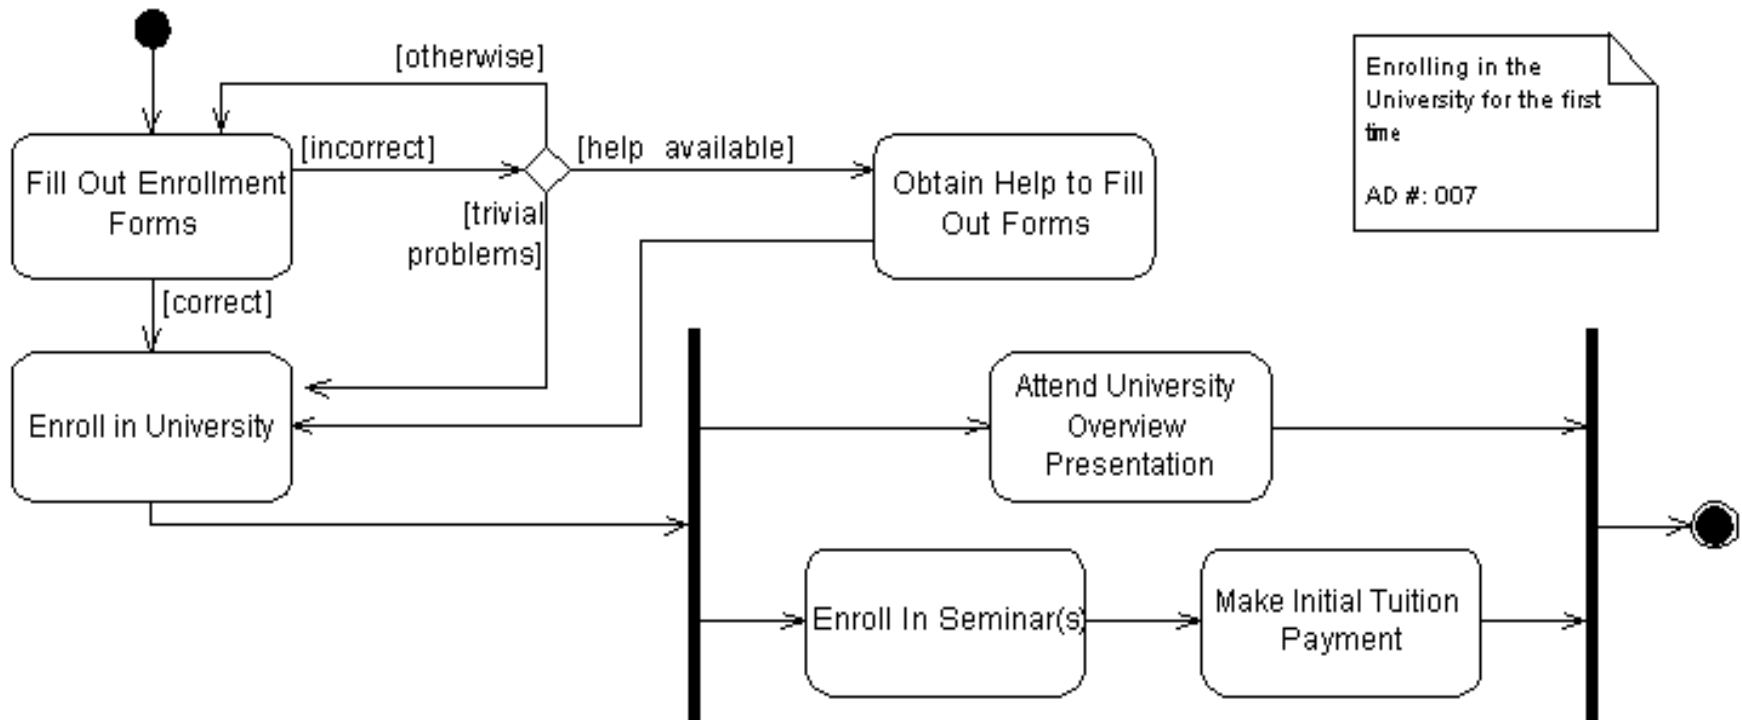 [otherwise]
Enrolling in the
University for the first
time
AD #: 007
[incorrect]
[help available]
Fill Out Enrollment
Forms
Obtain Help to Fill
Out Forms
[trivial
problems]
[correct]
Enroll in University
Attend University
Overview
Presentation
Enroll In Seminar(s)
Make Initial Tuition
Payment